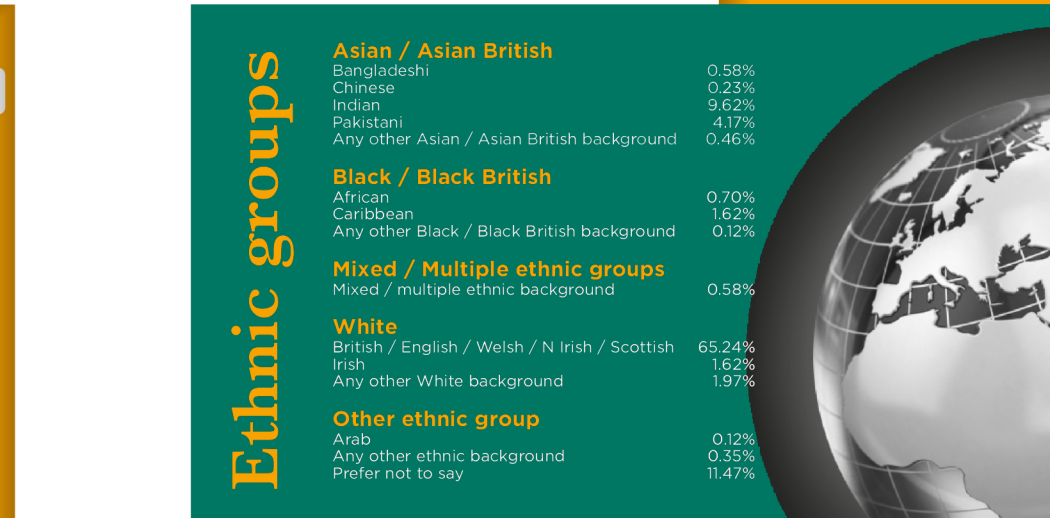 Ethnic groups
Asian / Asian British
Bangladeshi 0.58%
Chinese 0.23%
Indian 9.62%
Pakistani 4.17%
Any other Asian / Asian British background 0.46%
Black / Black British
African 0.70%
Caribbean 1.62%
Any other Black / Black British background 0.12%
Mixed / Multiple ethnic groups
Mixed / multiple ethnic background 0.58%
White
British / English / Welsh / N Irish / Scottish 65.24%
Irish 1.62%
Any other White background 1.97%
Other ethnic group
Arab 0.12%
Any other ethnic background 0.35%
Prefer not to say 11.47%